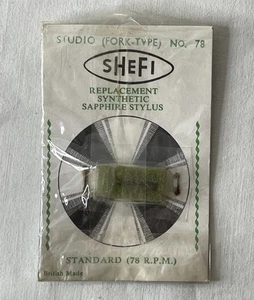 STUDIO (FORK-TYPE) NO. 78
SHEFI
REPLACEMENT
SYNTHETIC
SAPPHIRE STYLUS
STANDARD (78 R.P.M.)
British Made